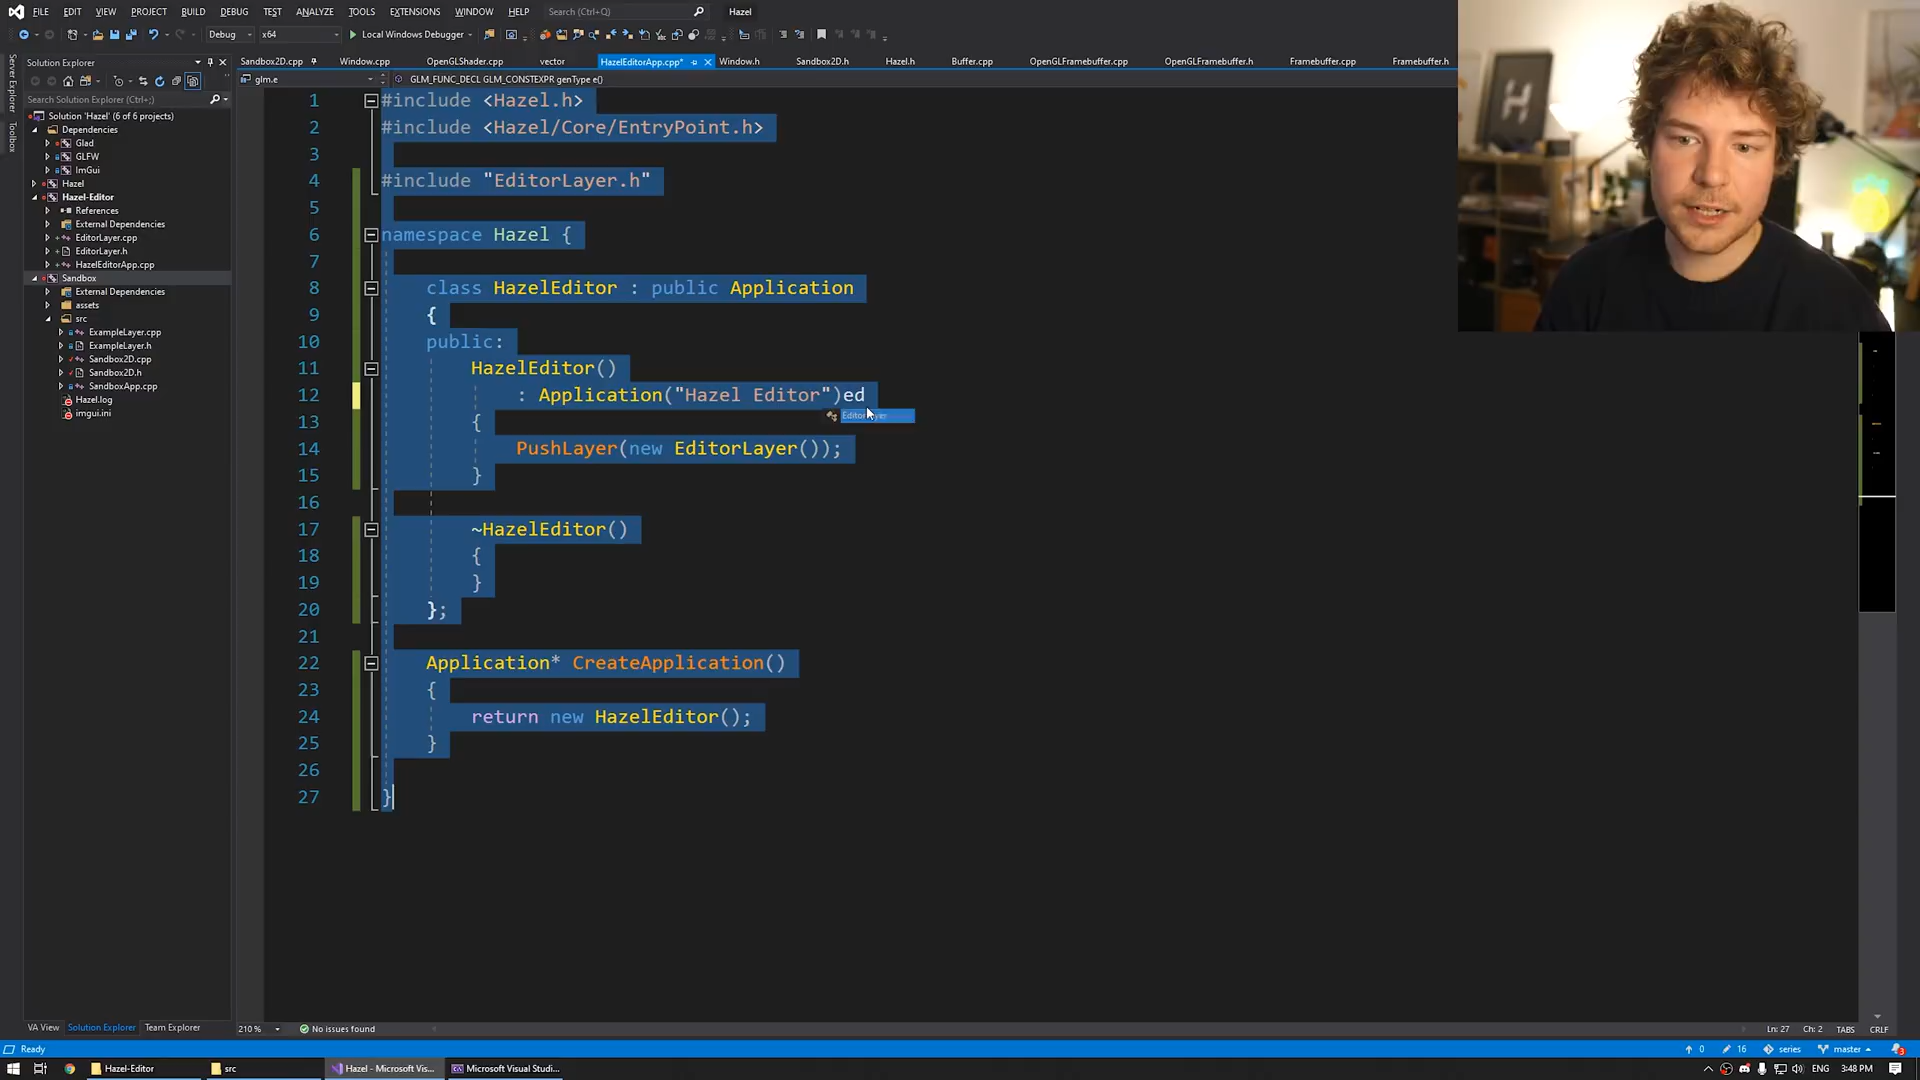 FILE EDIT VIEW PROJECT BUILD DEBUG TEST ANALYZE TOOLS EXTENSIONS WINDOW HELP Search (Ctrl+Q) Hazel
Debug x64 Local Windows Debugger
Server Explorer
Toolbox
Solution Explorer
Search Solution Explorer (Ctrl+;)
Solution 'Hazel' (6 of 6 projects)
Dependencies
Glad
GLFW
ImGui
Hazel
Hazel-Editor
References
External Dependencies
EditorLayer.cpp
EditorLayer.h
HazelEditorApp.cpp
Sandbox
External Dependencies
assets
src
ExampleLayer.cpp
ExampleLayer.h
Sandbox2D.cpp
Sandbox2D.h
SandboxApp.cpp
Hazel.log
imgui.ini
VA View Solution Explorer Team Explorer
Sandbox2D.cpp Window.cpp OpenGLShader.cpp vector HazelEditorApp.cpp* Window.h Sandbox2D.h Hazel.h Buffer.cpp OpenGLFramebuffer.cpp OpenGLFramebuffer.h Framebuffer.cpp Framebuffer.h
glm.e GLM_FUNC_DECL GLM_CONSTEXPR genType e()
1 #include <Hazel.h>
2 #include <Hazel/Core/EntryPoint.h>
3
4 #include "EditorLayer.h"
5
6 namespace Hazel {
7
8 class HazelEditor : public Application
9 {
10 public:
11 HazelEditor()
12 : Application("Hazel Editor")ed
13 {
14 PushLayer(new EditorLayer());
15 }
16
17 ~HazelEditor()
18 {
19 }
20 };
21
22 Application* CreateApplication()
23 {
24 return new HazelEditor();
25 }
26
27 }
210 % No issues found Ln: 27 Ch: 2 TABS CRLF
Ready 0 16 series master 3
Hazel-Editor src Hazel - Microsoft Vis... Microsoft Visual Studi... ENG 3:48 PM